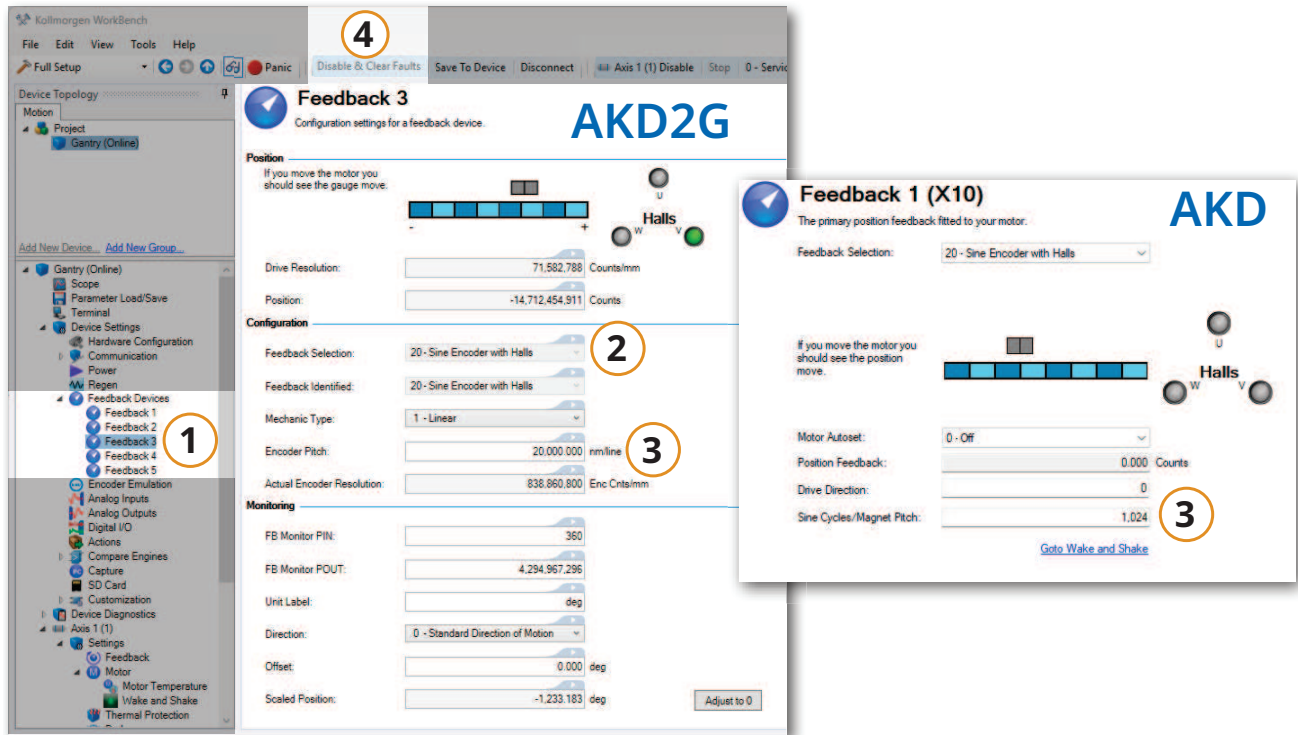 Kollmorgen WorkBench
4
File Edit View Tools Help
Full Setup Panic Disable & Clear Faults Save To Device Disconnect Axis 1 (1) Disable Stop 0 - Servic
Device Topology
Motion
Project
Gantry (Online)
Add New Device... Add New Group...
Gantry (Online)
Scope
Parameter Load/Save
Terminal
Device Settings
Hardware Configuration
Communication
Power
Regen
Feedback Devices
Feedback 1
Feedback 2
Feedback 3
Feedback 4
Feedback 5
1
Encoder Emulation
Analog Inputs
Analog Outputs
Digital I/O
Actions
Compare Engines
Capture
SD Card
Customization
Device Diagnostics
Axis 1 (1)
Settings
Feedback
Motor
Motor Temperature
Wake and Shake
Thermal Protection
Feedback 3
Configuration settings for a feedback device.
AKD2G
Position
If you move the motor you
should see the gauge move.
- +
U
Halls
W V
Drive Resolution: 71,582.788 Counts/mm
Position: -14,712,454,911 Counts
Configuration
Feedback Selection: 20 - Sine Encoder with Halls
2
Feedback Identified: 20 - Sine Encoder with Halls
Mechanic Type: 1 - Linear
Encoder Pitch: 20,000.000 nm/line
3
Actual Encoder Resolution: 838,860.800 Enc Cnts/mm
Monitoring
FB Monitor PIN: 360
FB Monitor POUT: 4,294,967,296
Unit Label: deg
Direction: 0 - Standard Direction of Motion
Offset: 0.000 deg
Scaled Position: -1,233.183 deg
Adjust to 0
Feedback 1 (X10)
The primary position feedback fitted to your motor.
AKD
Feedback Selection: 20 - Sine Encoder with Halls
If you move the motor you
should see the position
move.
U
Halls
W V
Motor Autoset: 0 - Off
Position Feedback: 0.000 Counts
Drive Direction: 0
Sine Cycles/Magnet Pitch: 1,024
3
Goto Wake and Shake